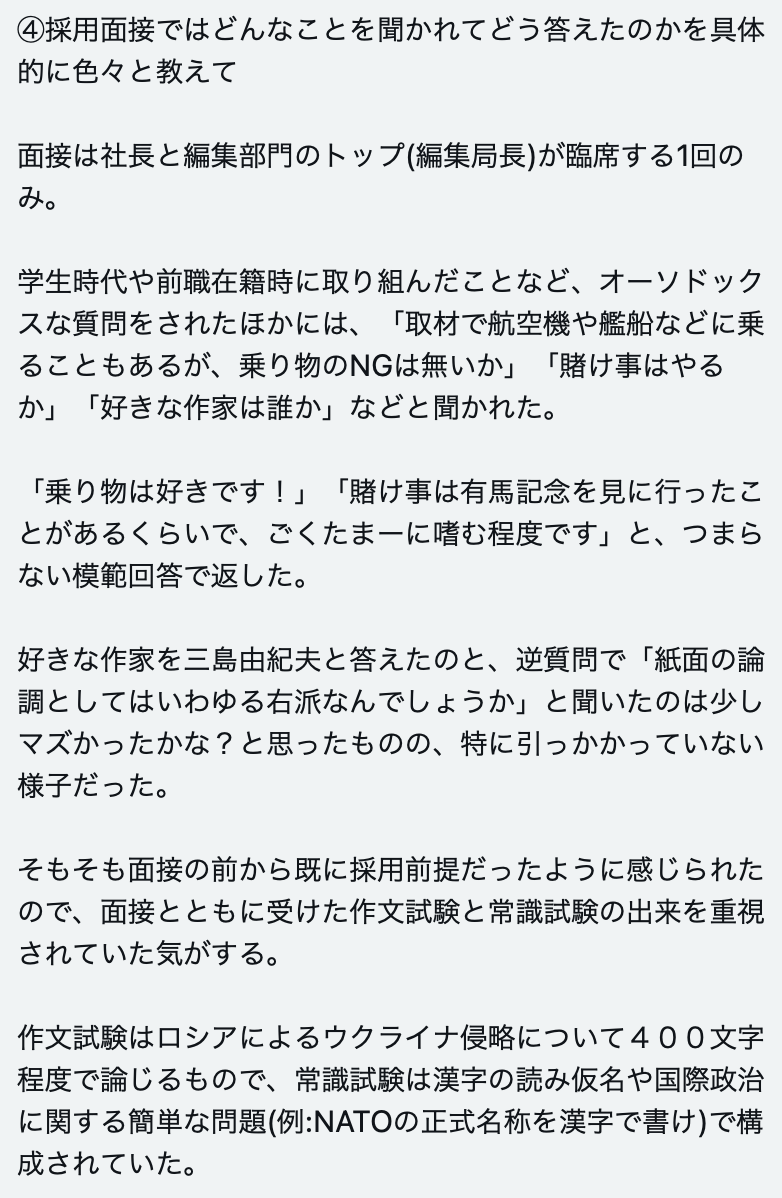 ④採用面接ではどんなことを聞かれてどう答えたのかを具体
的に色々と教えて
面接は社長と編集部門のトップ(編集局長)が臨席する1回の
み。
学生時代や前職在籍時に取り組んだことなど、オーソドック
スな質問をされたほかには、「取材で航空機や艦船などに乗
ることもあるが、乗り物のNGは無いか」「賭け事はやる
か」「好きな作家は誰か」などと聞かれた。
「乗り物は好きです！」「賭け事は有馬記念を見に行ったこ
とがあるくらいで、ごくたまーに嗜む程度です」と、つまら
ない模範回答で返した。
好きな作家を三島由紀夫と答えたのと、逆質問で「紙面の論
調としてはいわゆる右派なんでしょうか」と聞いたのは少し
マズかったかな？と思ったものの、特に引っかかっていない
様子だった。
そもそも面接の前から既に採用前提だったように感じられた
ので、面接とともに受けた作文試験と常識試験の出来を重視
されていた気がする。
作文試験はロシアによるウクライナ侵略について４００文字
程度で論じるもので、常識試験は漢字の読み仮名や国際政治
に関する簡単な問題(例:NATOの正式名称を漢字で書け)で構
成されていた。